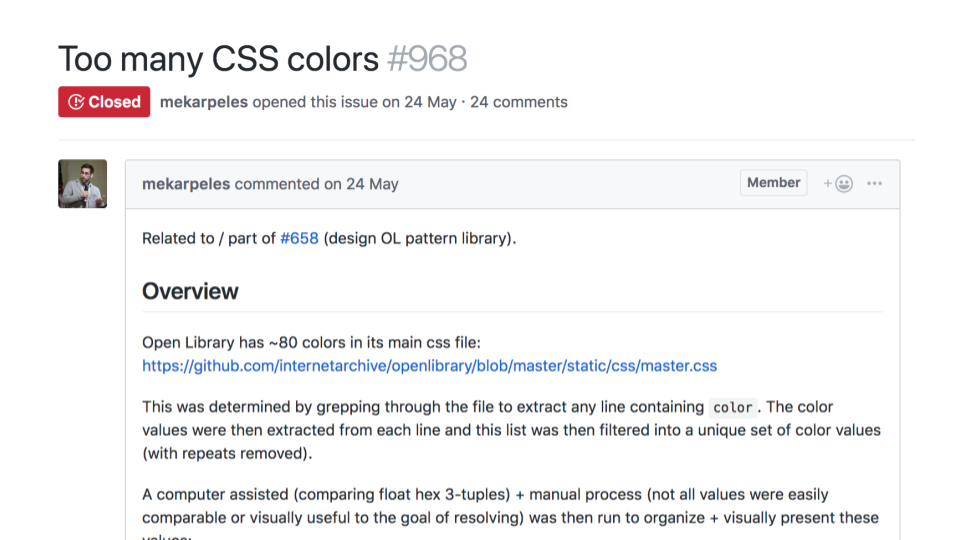 Too many CSS colors #968
Closed mekarpeles opened this issue on 24 May · 24 comments
mekarpeles commented on 24 May Member + ...
Related to / part of #658 (design OL pattern library).
Overview
Open Library has ~80 colors in its main css file:
https://github.com/internetarchive/openlibrary/blob/master/static/css/master.css
This was determined by grepping through the file to extract any line containing color . The color
values were then extracted from each line and this list was then filtered into a unique set of color values
(with repeats removed).
A computer assisted (comparing float hex 3-tuples) + manual process (not all values were easily
comparable or visually useful to the goal of resolving) was then run to organize + visually present these
values: